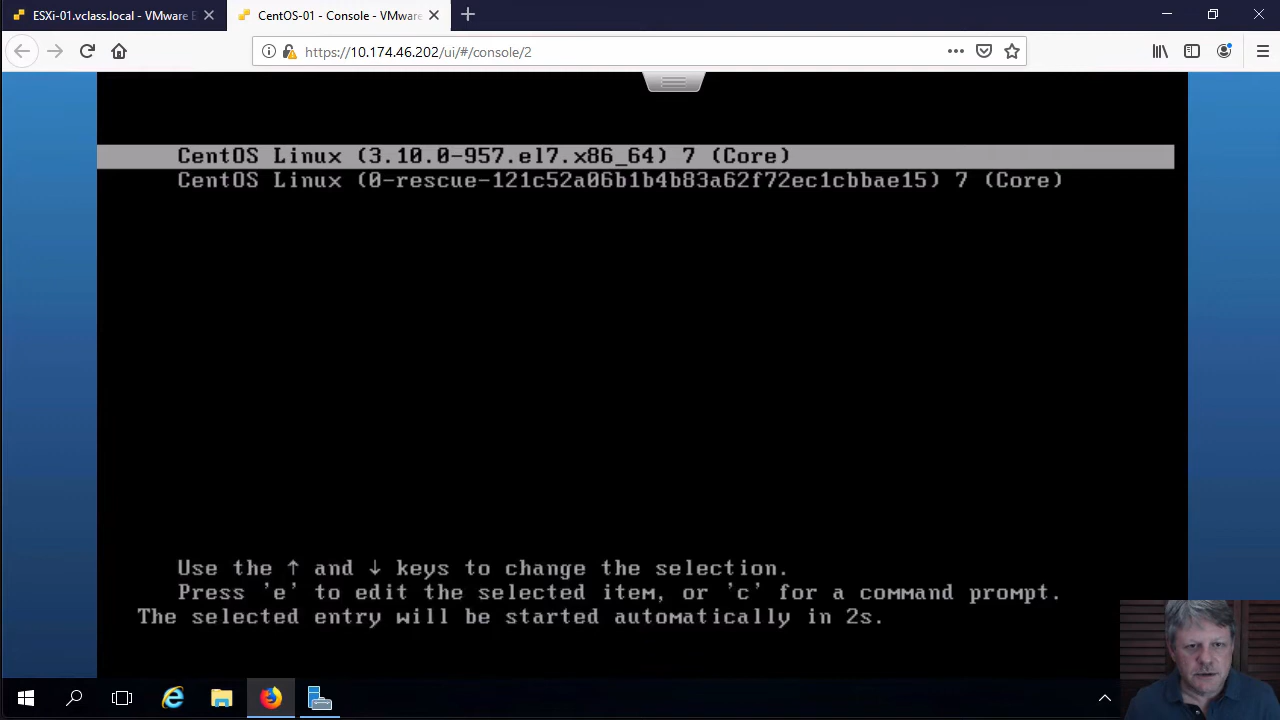 ESXi-01.vclass.local - VMware E
CentOS-01 - Console - VMware
https://10.174.46.202/ui/#/console/2
CentOS Linux (3.10.0-957.el7.x86_64) 7 (Core)
CentOS Linux (0-rescue-121c52a06b1b4b83a62f72ec1cbbae15) 7 (Core)
Use the ↑ and ↓ keys to change the selection.
Press 'e' to edit the selected item, or 'c' for a command prompt.
The selected entry will be started automatically in 2s.